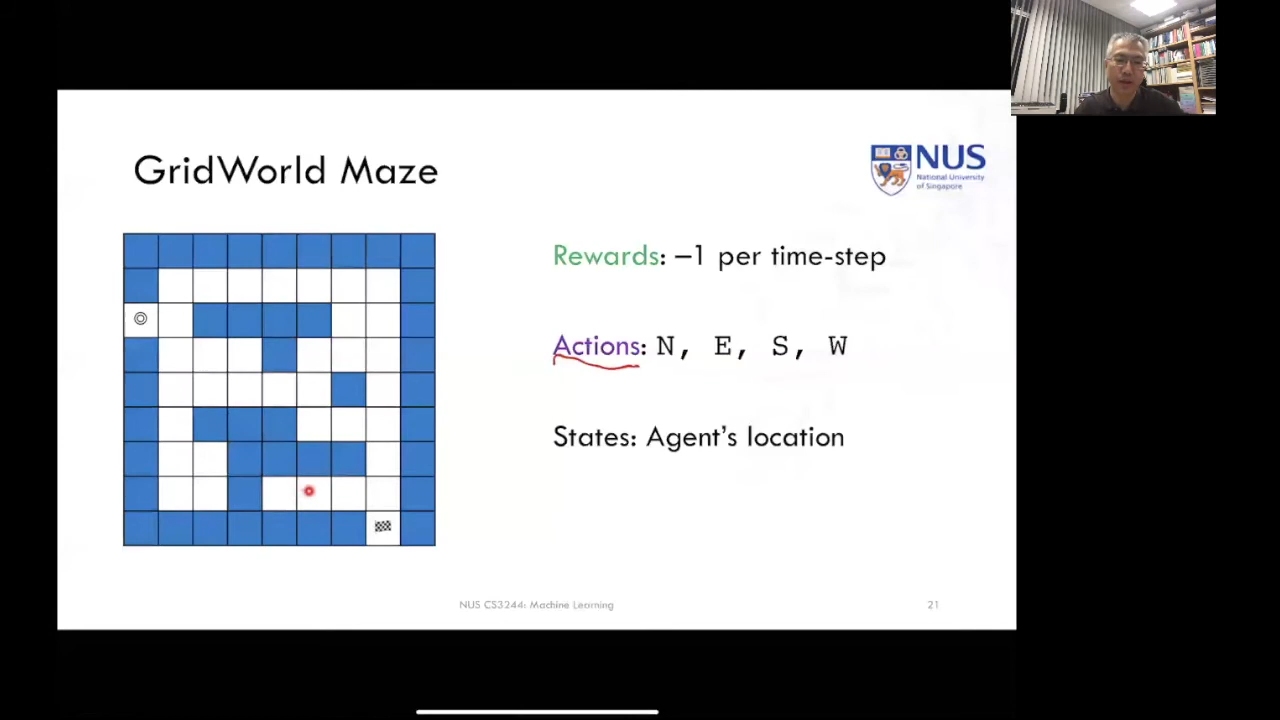 GridWorld Maze
NUS
National University
of Singapore
Rewards: –1 per time-step
Actions: N, E, S, W
States: Agent's location
NUS CS3244: Machine Learning
21